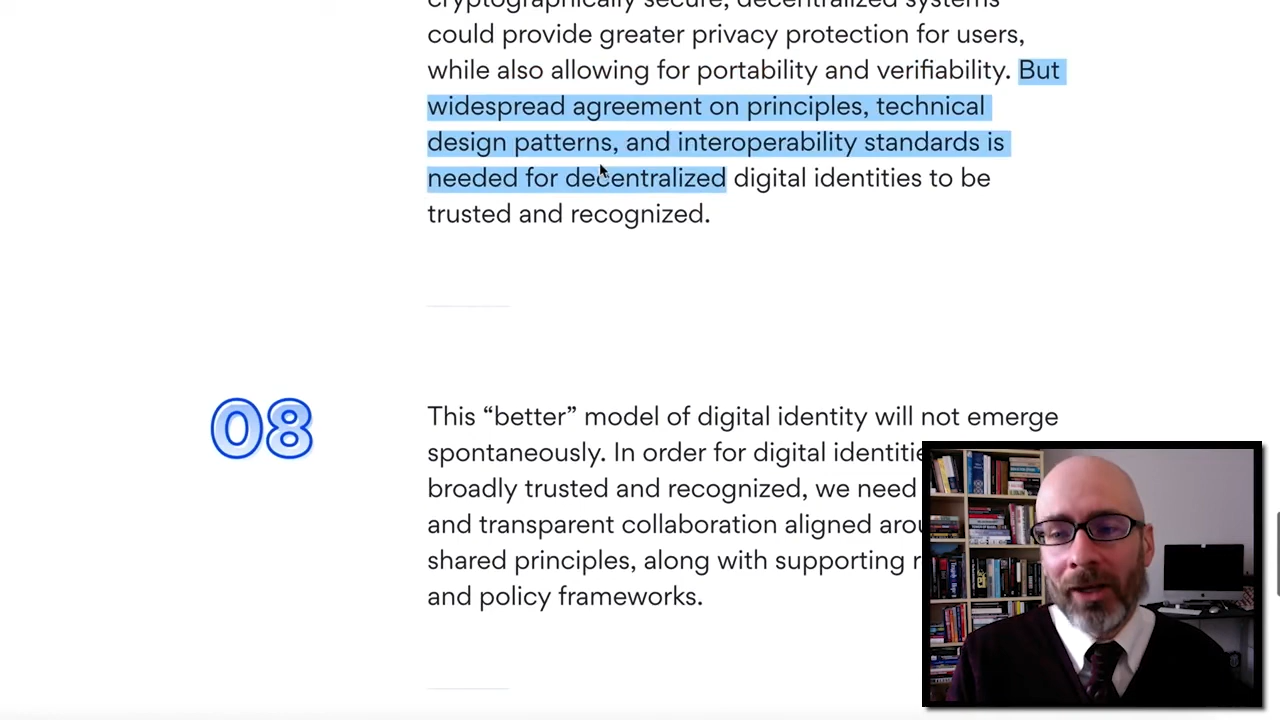 cryptographically secure, decentralized systems
could provide greater privacy protection for users,
while also allowing for portability and verifiability. But
widespread agreement on principles, technical
design patterns, and interoperability standards is
needed for decentralized digital identities to be
trusted and recognized.
08
This “better” model of digital identity will not emerge
spontaneously. In order for digital
broadly trusted and recognized, we need
and transparent collaboration aligned
shared principles, along with supporting
and policy frameworks.